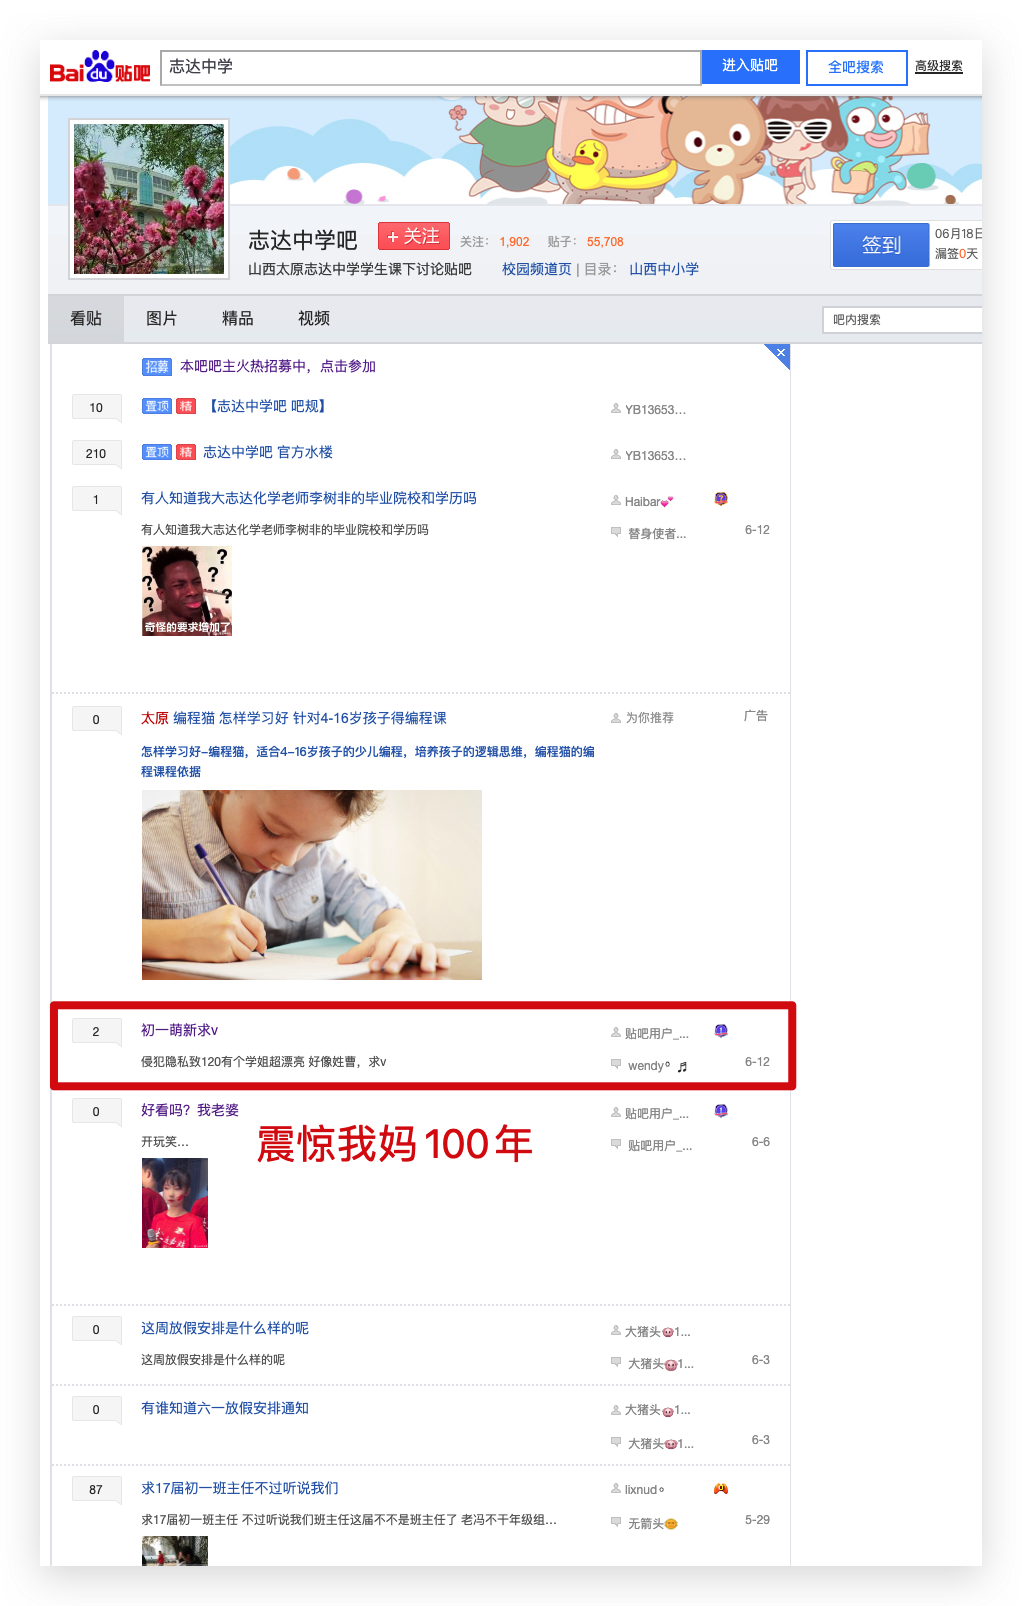 Bai du 贴吧
志达中学
进入贴吧
全吧搜索
高级搜索
志达中学吧
+ 关注
关注: 1,902
贴子: 55,708
山西太原志达中学学生课下讨论贴吧
校园频道页 | 目录: 山西中小学
签到
06月18日
漏签0天
看贴
图片
精品
视频
吧内搜索
招募 本吧吧主火热招募中，点击参加
10
置顶 精 【志达中学吧 吧规】
YB13653...
210
置顶 精 志达中学吧 官方水楼
YB13653...
1
有人知道我大志达化学老师李树非的毕业院校和学历吗
Haibar💕
有人知道我大志达化学老师李树非的毕业院校和学历吗
替身使者...
6-12
? ? ? ? ? ?
奇怪的要求增加了
0
太原 编程猫 怎样学习好 针对4-16岁孩子得编程课
为你推荐
广告
怎样学习好-编程猫，适合4-16岁孩子的少儿编程，培养孩子的逻辑思维，编程猫的编
程课程依据
2
初一萌新求v
贴吧用户_...
侵犯隐私致120有个学姐超漂亮 好像姓曹，求v
wendy° ♬
6-12
0
好看吗？我老婆
贴吧用户_...
开玩笑...
贴吧用户_...
6-6
震惊我妈100年
0
这周放假安排是什么样的呢
大猪头🐽1...
这周放假安排是什么样的呢
大猪头🐽1...
6-3
0
有谁知道六一放假安排通知
大猪头🐽1...
大猪头🐽1...
6-3
87
求17届初一班主任不过听说我们
lixnud°
求17届初一班主任 不过听说我们班主任这届不不是班主任了 老冯不干年级组...
无箭头😊
5-29